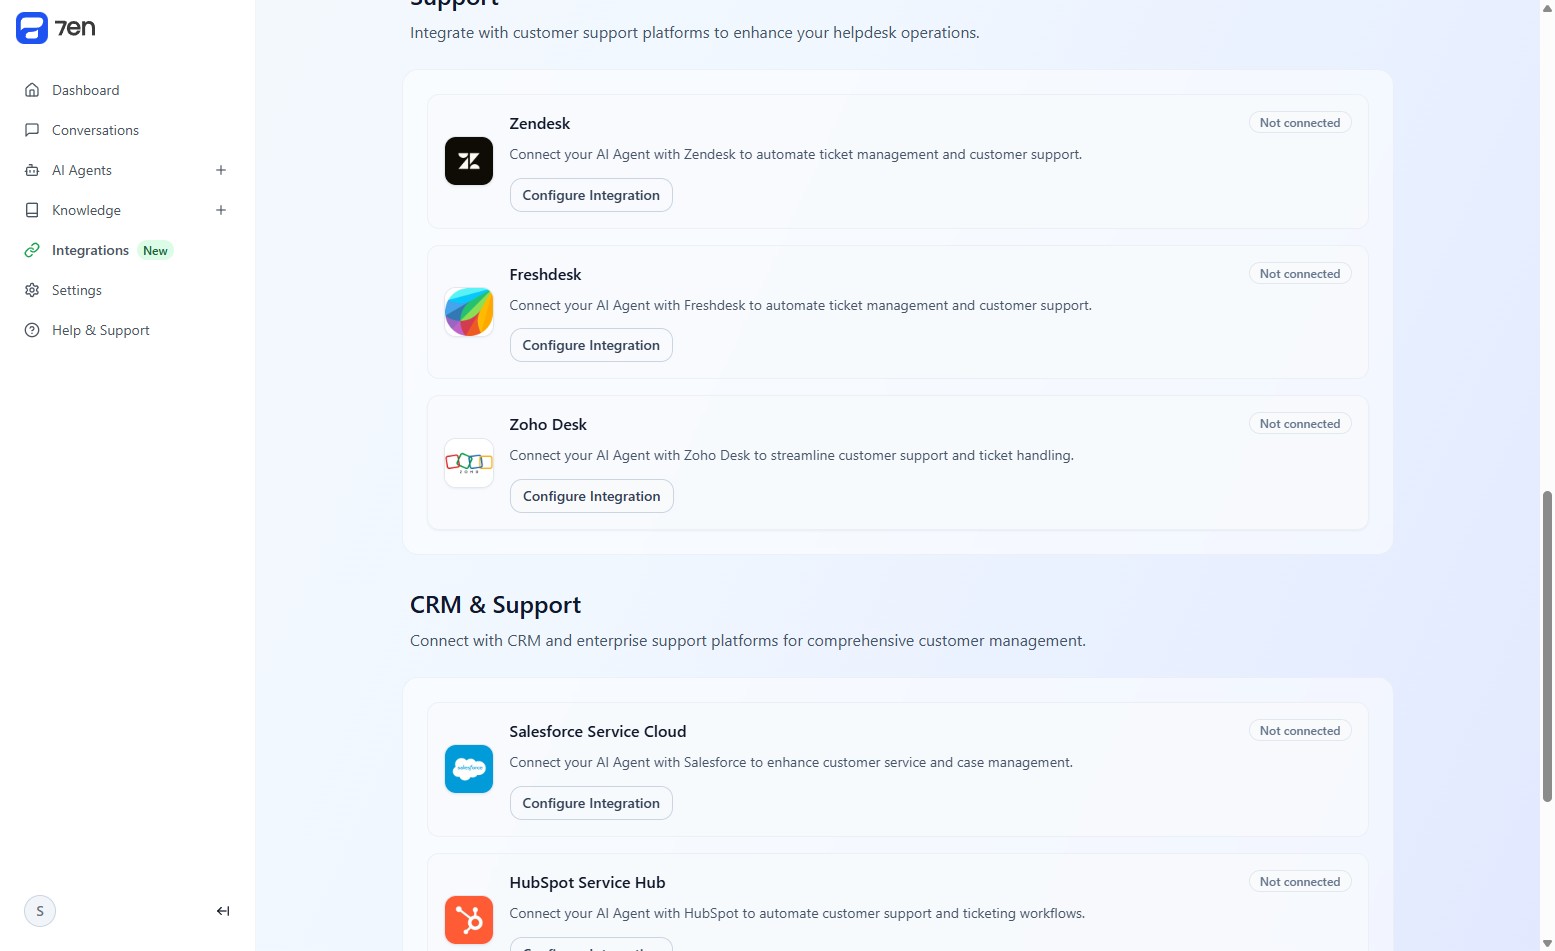 7en
Dashboard
Conversations
AI Agents
Knowledge
Integrations New
Settings
Help & Support
S
Support
Integrate with customer support platforms to enhance your helpdesk operations.
Zendesk
Not connected
Connect your AI Agent with Zendesk to automate ticket management and customer support.
Configure Integration
Freshdesk
Not connected
Connect your AI Agent with Freshdesk to automate ticket management and customer support.
Configure Integration
Zoho Desk
Not connected
ZOHO
Connect your AI Agent with Zoho Desk to streamline customer support and ticket handling.
Configure Integration
CRM & Support
Connect with CRM and enterprise support platforms for comprehensive customer management.
Salesforce Service Cloud
Not connected
salesforce
Connect your AI Agent with Salesforce to enhance customer service and case management.
Configure Integration
HubSpot Service Hub
Not connected
Connect your AI Agent with HubSpot to automate customer support and ticketing workflows.
Configure Integration